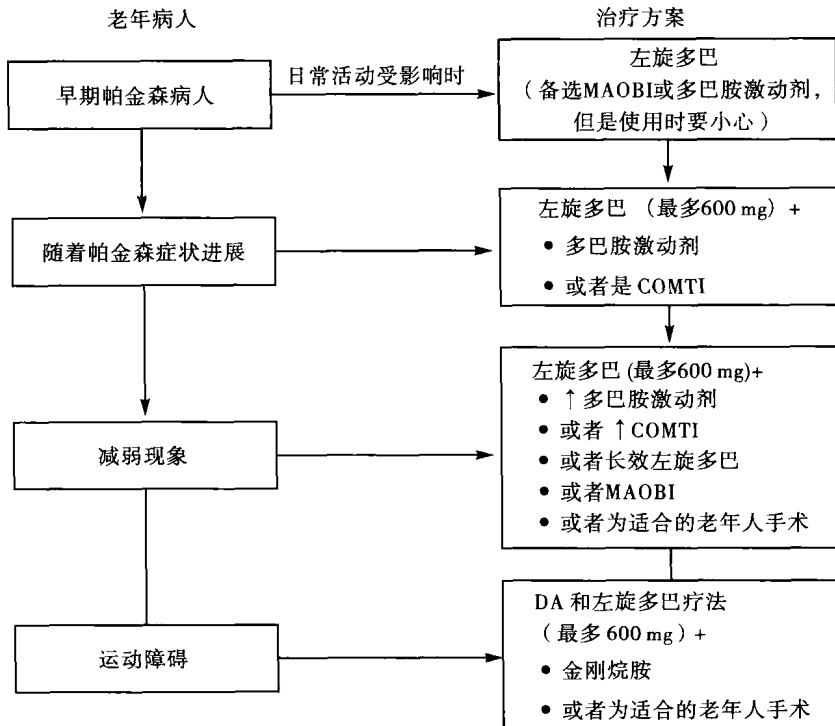 老年病人
治疗方案
早期帕金森病人
日常活动受影响时
左旋多巴
（备选MAOBI或多巴胺激动剂，
但是使用时要小心）
随着帕金森症状进展
左旋多巴 （最多600 mg）+
• 多巴胺激动剂
• 或者是 COMTI
减弱现象
左旋多巴 (最多600 mg)+
• ↑多巴胺激动剂
• 或者 ↑COMTI
• 或者长效左旋多巴
• 或者MAOBI
• 或者为适合的老年人手术
运动障碍
DA 和左旋多巴疗法
（最多 600 mg）+
• 金刚烷胺
• 或者为适合的老年人手术